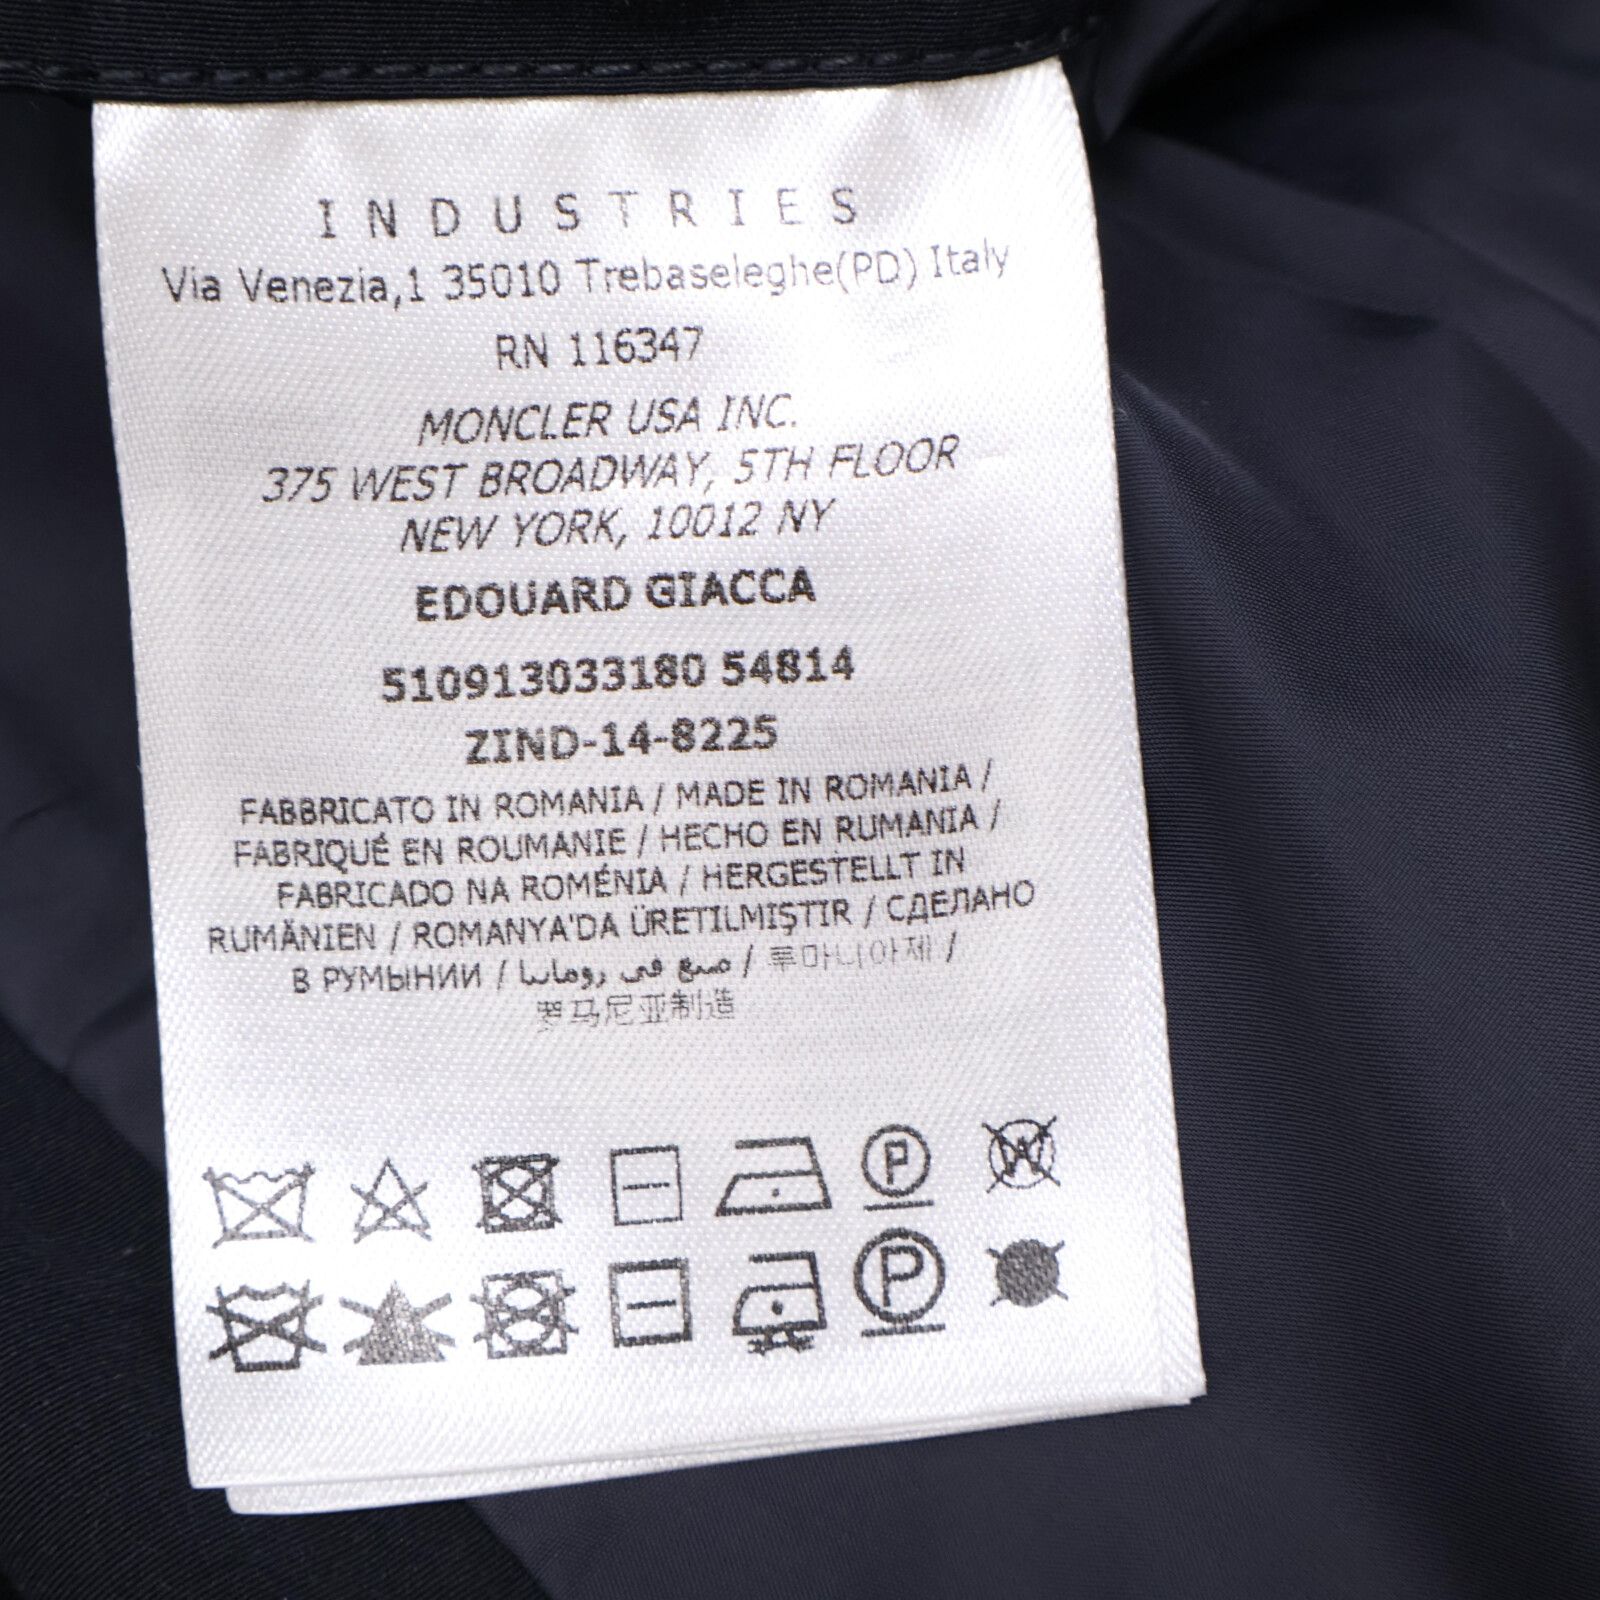 INDUSTRIES
Via Venezia,1 35010 Trebaseleghe(PD) Italy
RN 116347
MONCLER USA INC.
375 WEST BROADWAY, 5TH FLOOR
NEW YORK, 10012 NY
EDOUARD GIACCA
510913033180 54814
ZIND-14-8225
FABBRICATO IN ROMANIA / MADE IN ROMANIA /
FABRIQUÉ EN ROUMANIE / HECHO EN RUMANIA /
FABRICADO NA ROMÉNIA / HERGESTELLT IN
RUMÄNIEN / ROMANYA'DA ÜRETILMIŞTIR / СДЕЛАНО
В РУМЫНИИ / صنع في رومانيا / 루마니아제 /
罗马尼亚制造
P
W
P